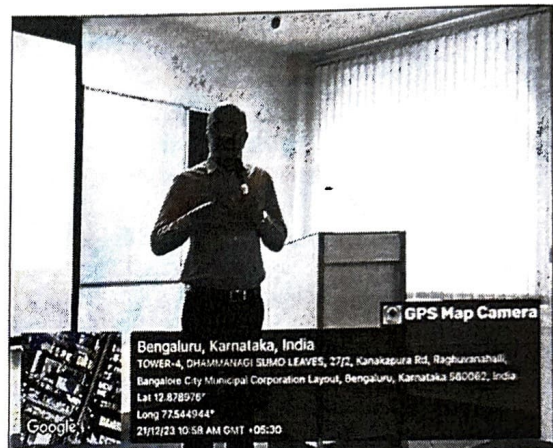 GPS Map Camera
Bengaluru, Karnataka, India
TOWER-4, DHAMMANAGI SUMO LEAVES, 27/2, Kanakapura Rd, Raghuvanahalli,
Bangalore City Municipal Corporation Layout, Bengaluru, Karnataka 560062, India
Lat 12.878976°
Long 77.544944°
21/12/23 10:58 AM GMT +05:30
Google